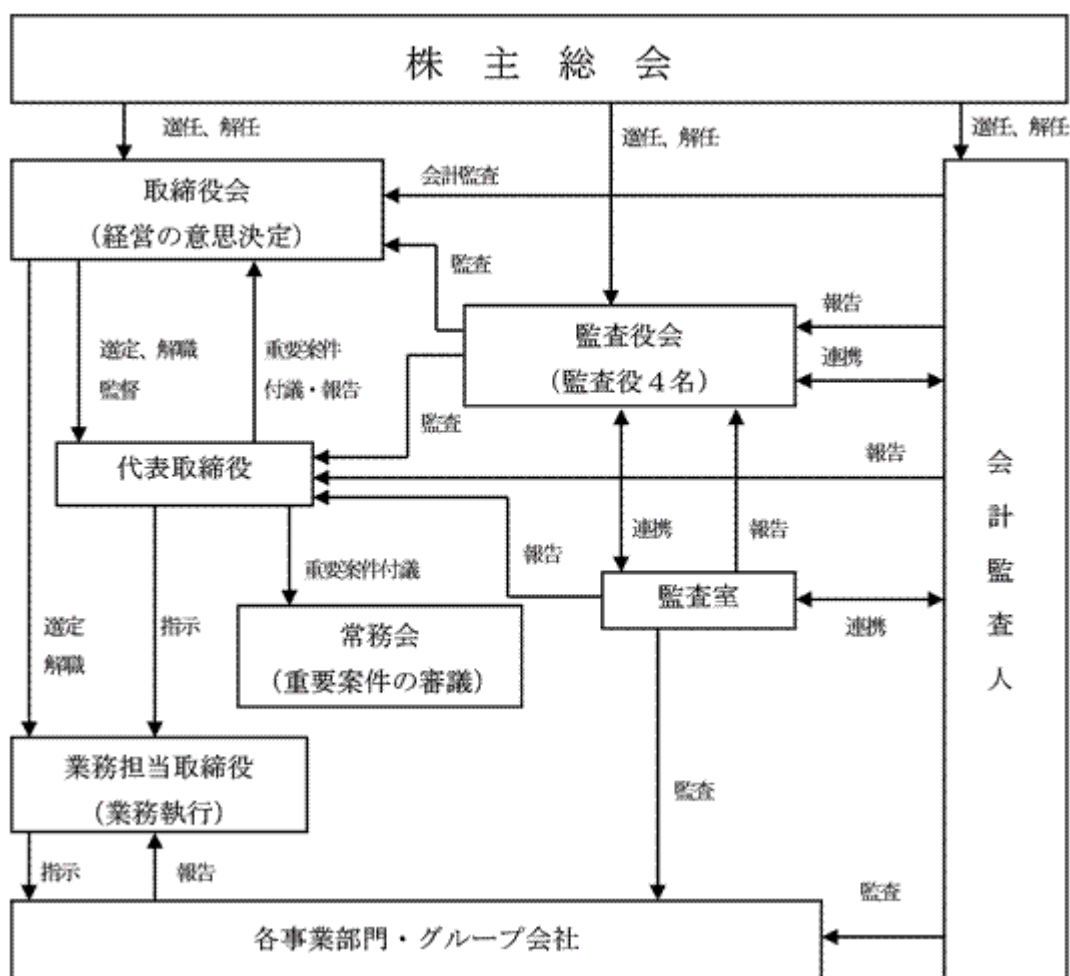 株 主 総 会
選任、解任
選任、解任
選任、解任
取締役会
（経営の意思決定）
会計監査
監査
監査役会
（監査役４名）
報告
連携
選定、解職
監督
重要案件
付議・報告
監査
代表取締役
報告
会計監査人
連携
報告
報告
重要案件付議
監査室
連携
選定
解職
指示
常務会
（重要案件の審議）
業務担当取締役
（業務執行）
監査
指示
報告
監査
各事業部門・グループ会社